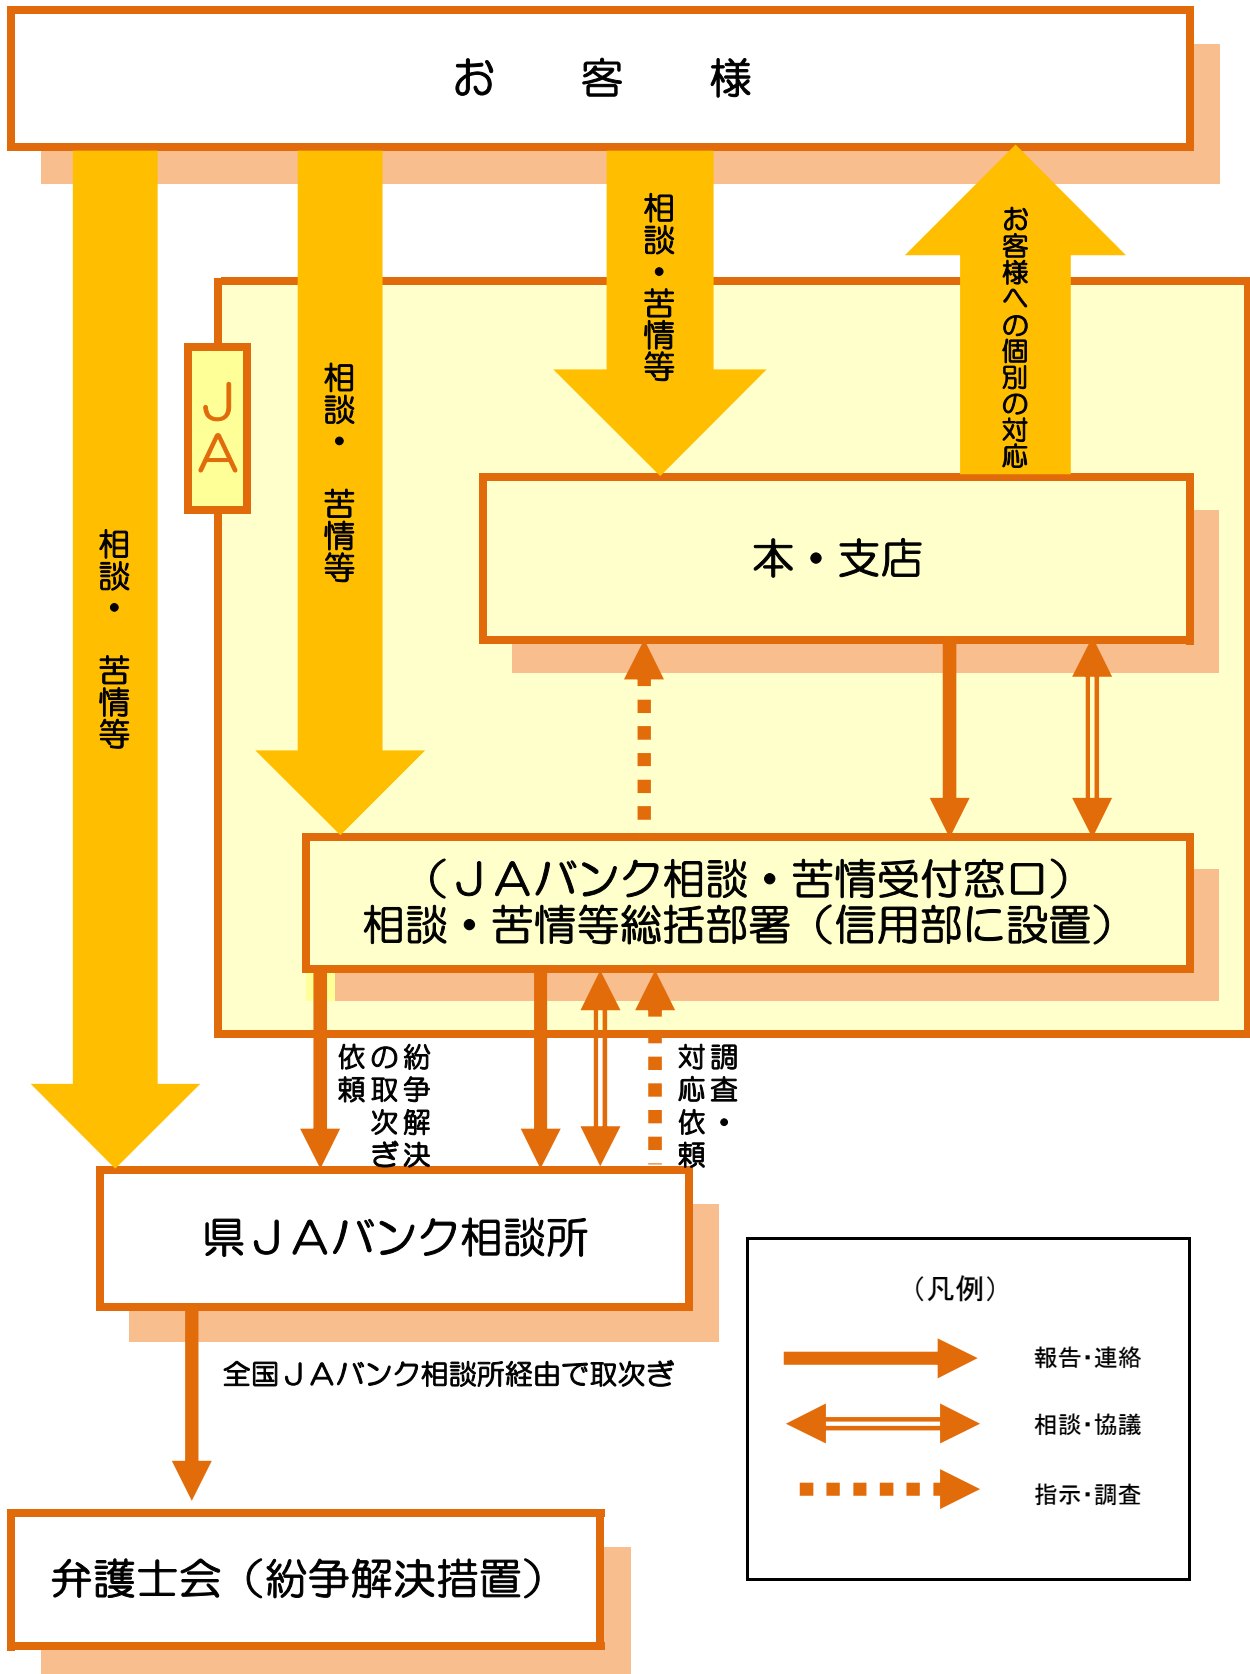 お　客　様
相談・苦情等
お客様への個別の対応
ＪＡ
相談・　苦情等
相談・　苦情等
本・支店
（ＪＡバンク相談・苦情受付窓口）
相談・苦情等総括部署（信用部に設置）
紛争解決
の取次ぎ
依頼
調査・
対応依頼
県ＪＡバンク相談所
全国ＪＡバンク相談所経由で取次ぎ
弁護士会（紛争解決措置）
（凡例）
報告・連絡
相談・協議
指示・調査